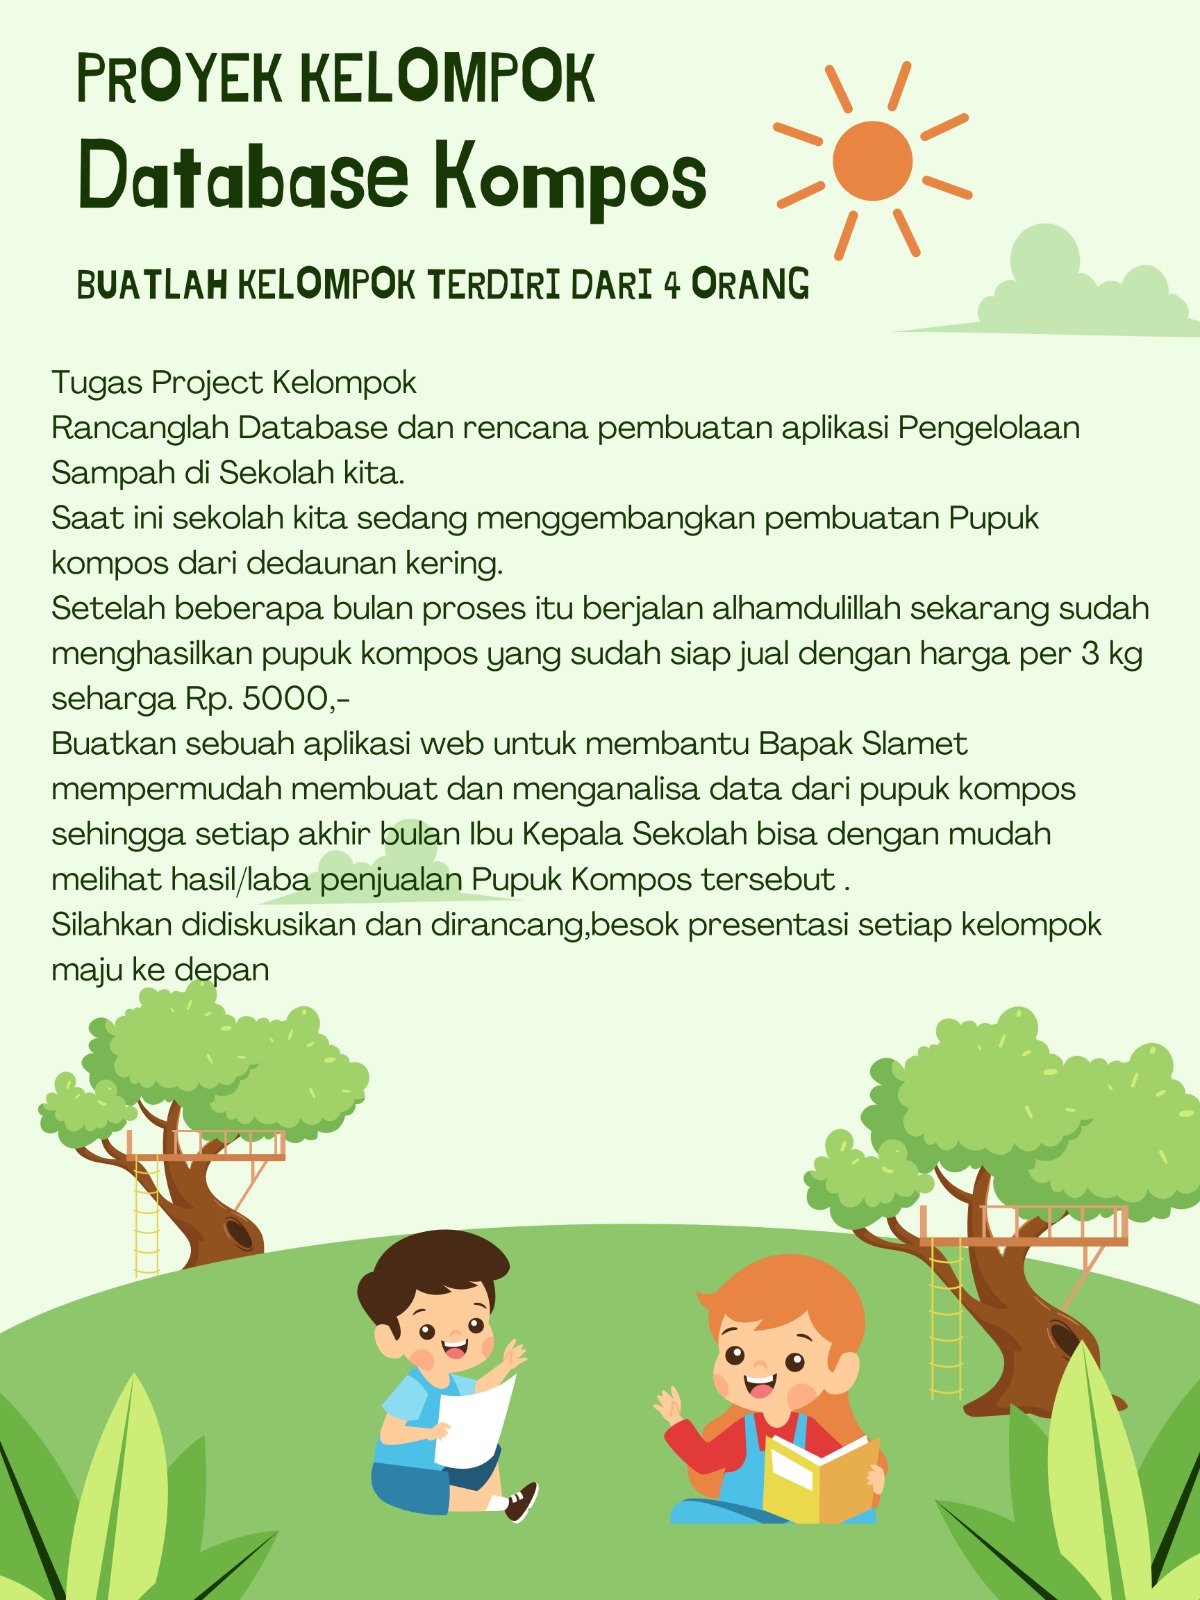 PROYEK KELOMPOK
Database Kompos
BUATLAH KELOMPOK TERDIRI DARI 4 ORANG
Tugas Project Kelompok
Rancanglah Database dan rencana pembuatan aplikasi Pengelolaan
Sampah di Sekolah kita.
Saat ini sekolah kita sedang menggembangkan pembuatan Pupuk
kompos dari dedaunan kering.
Setelah beberapa bulan proses itu berjalan alhamdulillah sekarang sudah
menghasilkan pupuk kompos yang sudah siap jual dengan harga per 3 kg
seharga Rp. 5000,-
Buatkan sebuah aplikasi web untuk membantu Bapak Slamet
mempermudah membuat dan menganalisa data dari pupuk kompos
sehingga setiap akhir bulan Ibu Kepala Sekolah bisa dengan mudah
melihat hasil/laba penjualan Pupuk Kompos tersebut .
Silahkan didiskusikan dan dirancang,besok presentasi setiap kelompok
maju ke depan